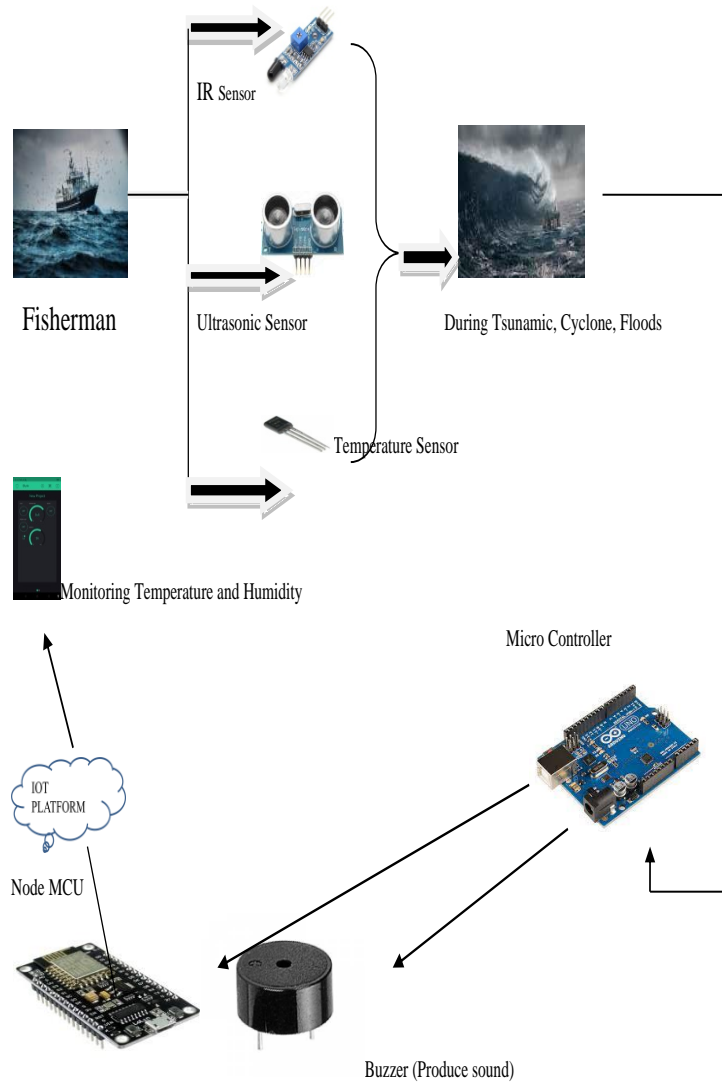 IR Sensor
Fisherman
Ultrasonic Sensor
During Tsunamic, Cyclone, Floods
Temperature Sensor
Monitoring Temperature and Humidity
Micro Controller
UNO
IOT
PLATFORM
Node MCU
Buzzer (Produce sound)